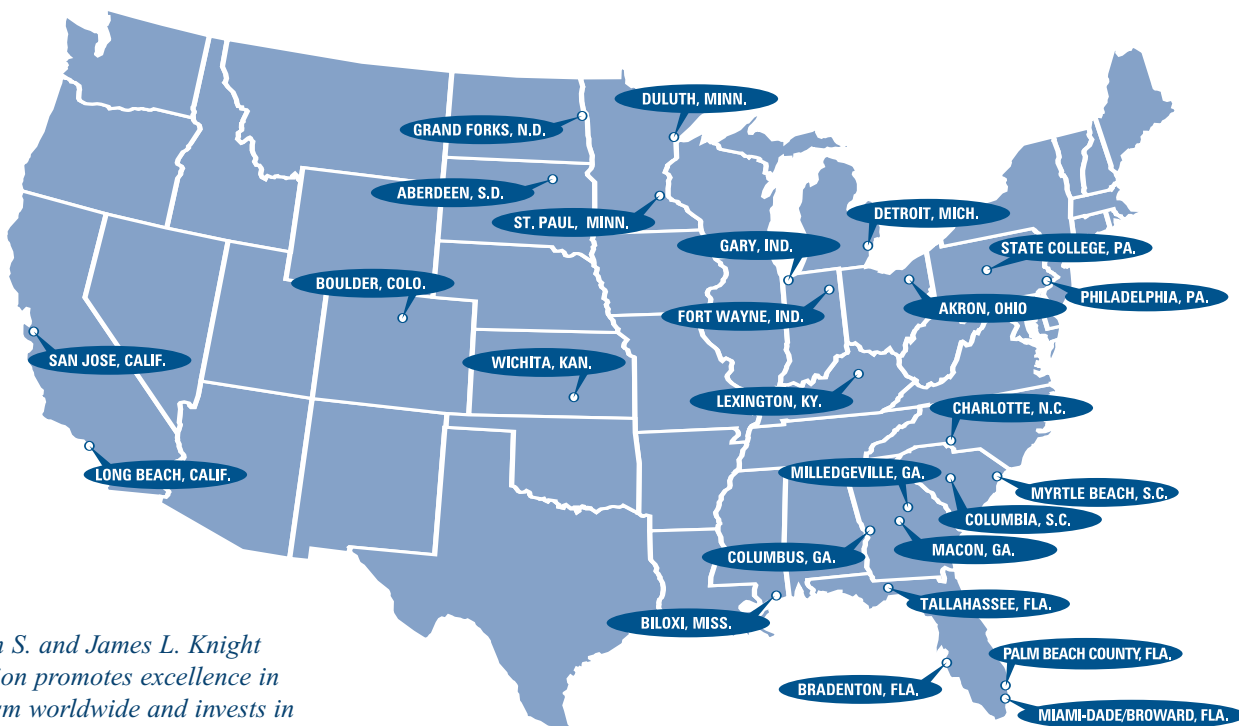 DULUTH, MINN.
GRAND FORKS, N.D.
ABERDEEN, S.D.
ST. PAUL, MINN.
DETROIT, MICH.
GARY, IND.
STATE COLLEGE, PA.
BOULDER, COLO.
PHILADELPHIA, PA.
AKRON, OHIO
FORT WAYNE, IND.
SAN JOSE, CALIF.
WICHITA, KAN.
LEXINGTON, KY.
CHARLOTTE, N.C.
LONG BEACH, CALIF.
MILLEDGEVILLE, GA.
MYRTLE BEACH, S.C.
COLUMBIA, S.C.
COLUMBUS, GA.
MACON, GA.
TALLAHASSEE, FLA.
BILOXI, MISS.
PALM BEACH COUNTY, FLA.
BRADENTON, FLA.
MIAMI-DADE/BROWARD, FLA.
S. and James L. Knight
promotes excellence in
worldwide and invests in